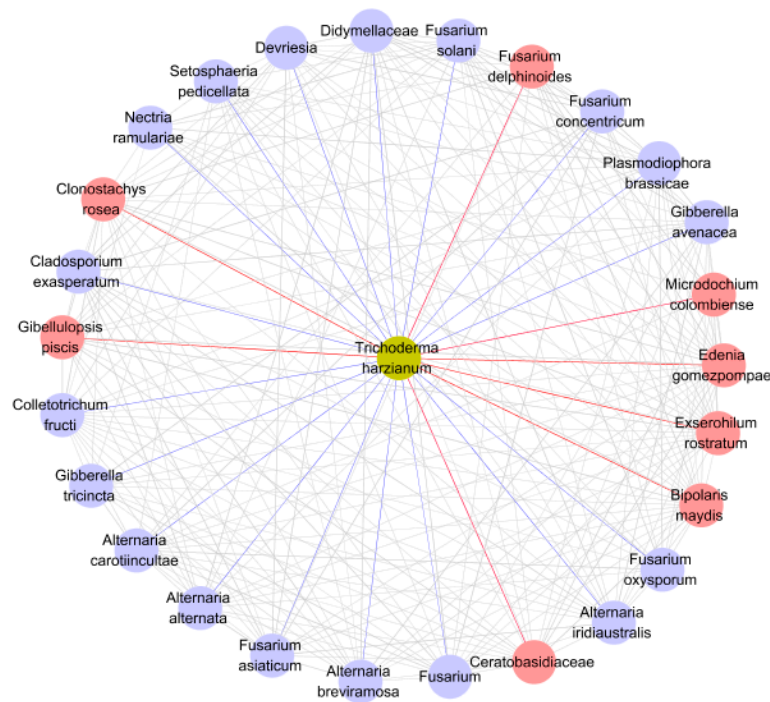 Didymellaceae
Fusarium
solani
Devriesia
Fusarium
delphinoides
Setosphaeria
pedicellata
Fusarium
concentricum
Nectria
ramulariae
Plasmodiophora
brassicae
Clonostachys
rosea
Gibberella
avenacea
Cladosporium
exasperatum
Microdochium
colombiense
Gibellulopsis
piscis
Trichoderma
harzianum
Edenia
gomezpompae
Colletotrichum
fructi
Exserohilum
rostratum
Gibberella
tricincta
Bipolaris
maydis
Alternaria
carotiincultae
Fusarium
oxysporum
Alternaria
alternata
Alternaria
iridiaustralis
Fusarium
asiaticum
Ceratobasidiaceae
Alternaria
breviramosa
Fusarium